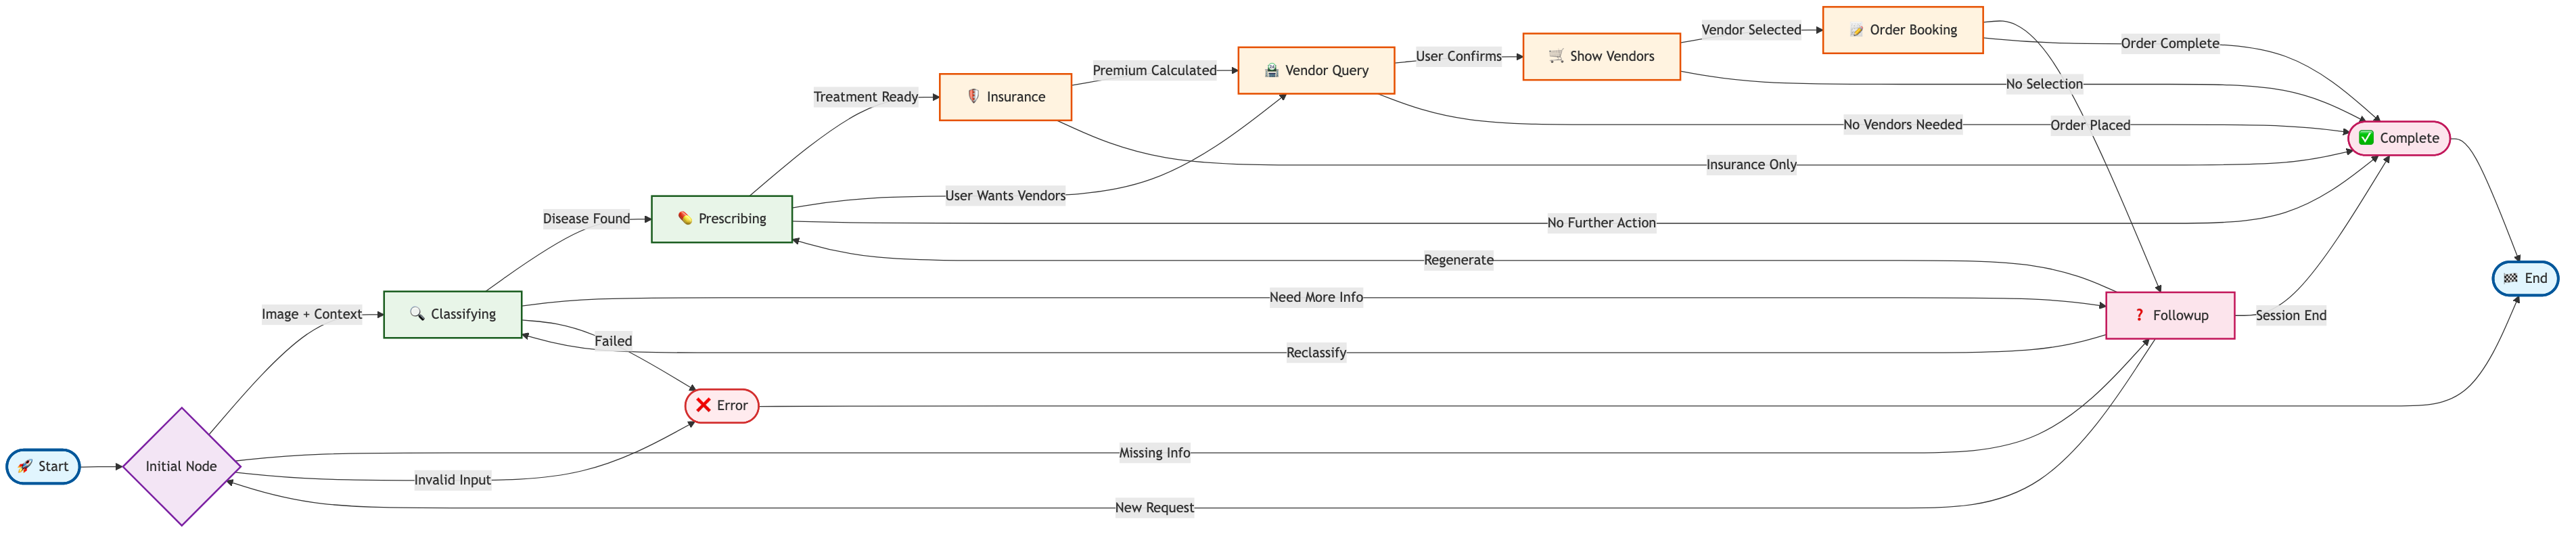 🚀 Start
Initial Node
Image + Context
Missing Info
Invalid Input
New Request
🔍 Classifying
Disease Found
Need More Info
Failed
Reclassify
❌ Error
💊 Prescribing
Treatment Ready
User Wants Vendors
No Further Action
Regenerate
Insurance
Premium Calculated
Insurance Only
Vendor Query
User Confirms
No Vendors Needed
🛒 Show Vendors
Vendor Selected
No Selection
📝 Order Booking
Order Complete
Order Placed
❓ Followup
Session End
✅ Complete
🏁 End